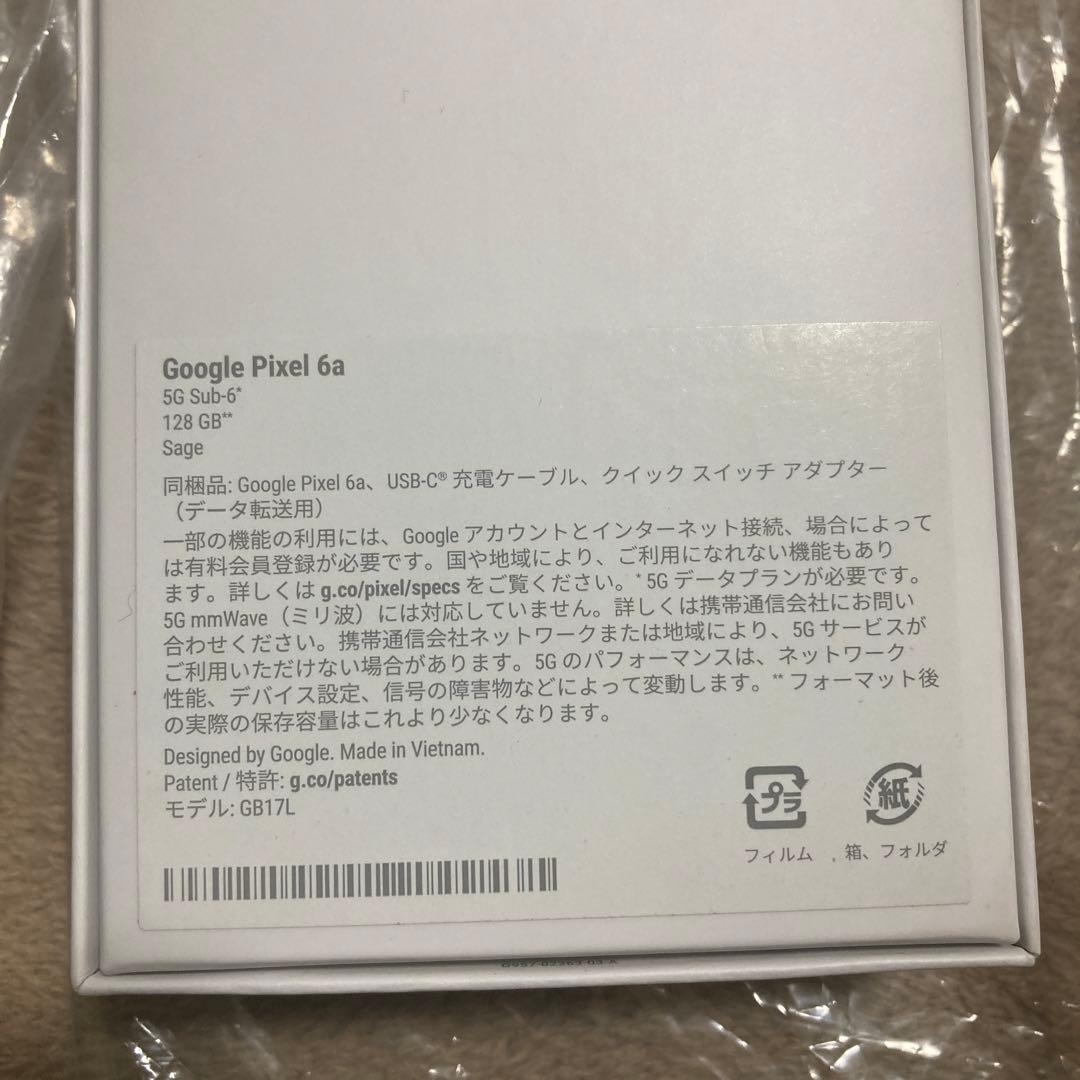 Google Pixel 6a
5G Sub-6*
128 GB**
Sage
同梱品: Google Pixel 6a、USB-C® 充電ケーブル、クイック スイッチ アダプター
（データ転送用）
一部の機能の利用には、Google アカウントとインターネット接続、場合によって
は有料会員登録が必要です。国や地域により、ご利用になれない機能もあり
ます。詳しくは g.co/pixel/specs をご覧ください。 * 5G データプランが必要です。
5G mmWave（ミリ波）には対応していません。詳しくは携帯通信会社にお問い
合わせください。携帯通信会社ネットワークまたは地域により、5G サービスが
ご利用いただけない場合があります。5G のパフォーマンスは、ネットワーク
性能、デバイス設定、信号の障害物などによって変動します。** フォーマット後
の実際の保存容量はこれより少なくなります。
Designed by Google. Made in Vietnam.
Patent / 特許: g.co/patents
モデル: GB17L
プラ
紙
フィルム
, 箱、フォルダ